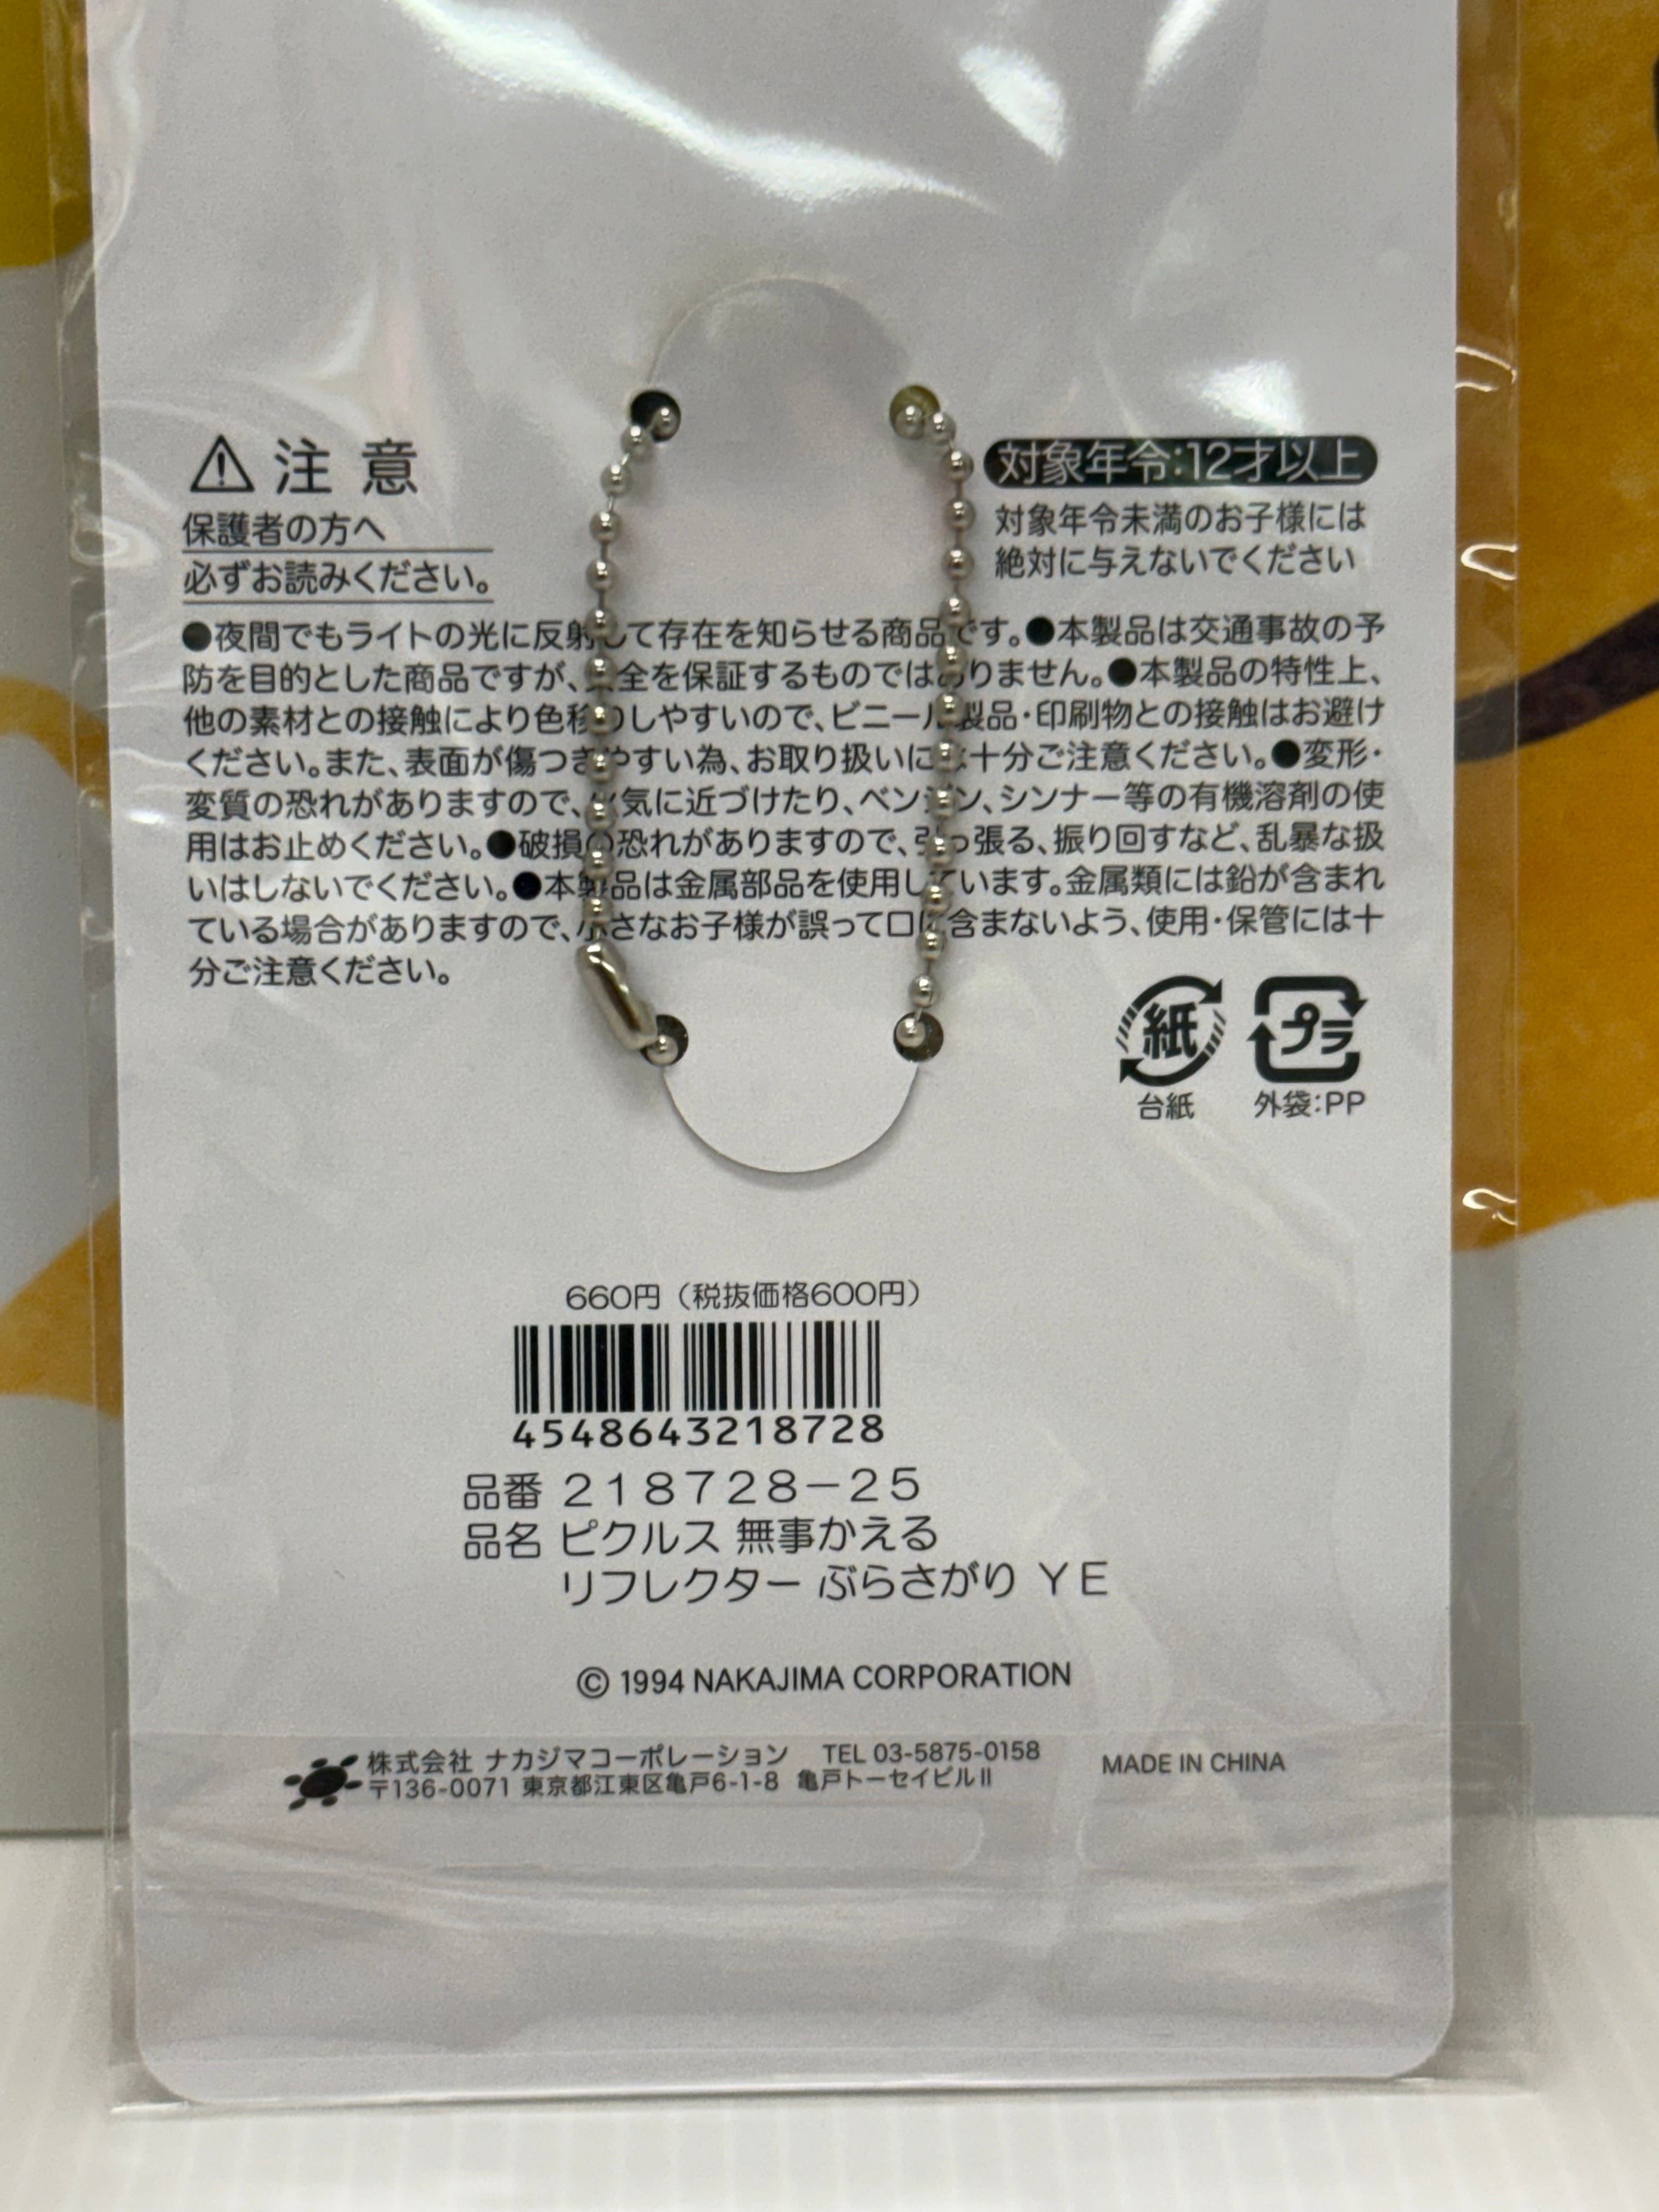 注意
保護者の方へ
必ずお読みください。
対象年令:12才以上
対象年令未満のお子様には
絶対に与えないでください
●夜間でもライトの光に反射して存在を知らせる商品です。●本製品は交通事故の予
防を目的とした商品ですが、安全を保証するものではありません。●本製品の特性上、
他の素材との接触により色移りしやすいので、ビニール製品・印刷物との接触はお避け
ください。また、表面が傷つきやすい為、お取り扱いには十分ご注意ください。●変形・
変質の恐れがありますので、火気に近づけたり、ベンジン、シンナー等の有機溶剤の使
用はお止めください。●破損の恐れがありますので、引っ張る、振り回すなど、乱暴な扱
いはしないでください。●本製品は金属部品を使用しています。金属類には鉛が含まれ
ている場合がありますので、小さなお子様が誤って口に含まないよう、使用・保管には十
分ご注意ください。
紙
台紙
プラ
外袋:PP
660円(税抜価格600円)
4548643218728
品番 218728-25
品名 ピクルス 無事かえる
リフレクター ぶらさがり YE
© 1994 NAKAJIMA CORPORATION
株式会社 ナカジマコーポレーション TEL 03-5875-0158
〒136-0071 東京都江東区亀戸6-1-8 亀戸トーセイビルII
MADE IN CHINA